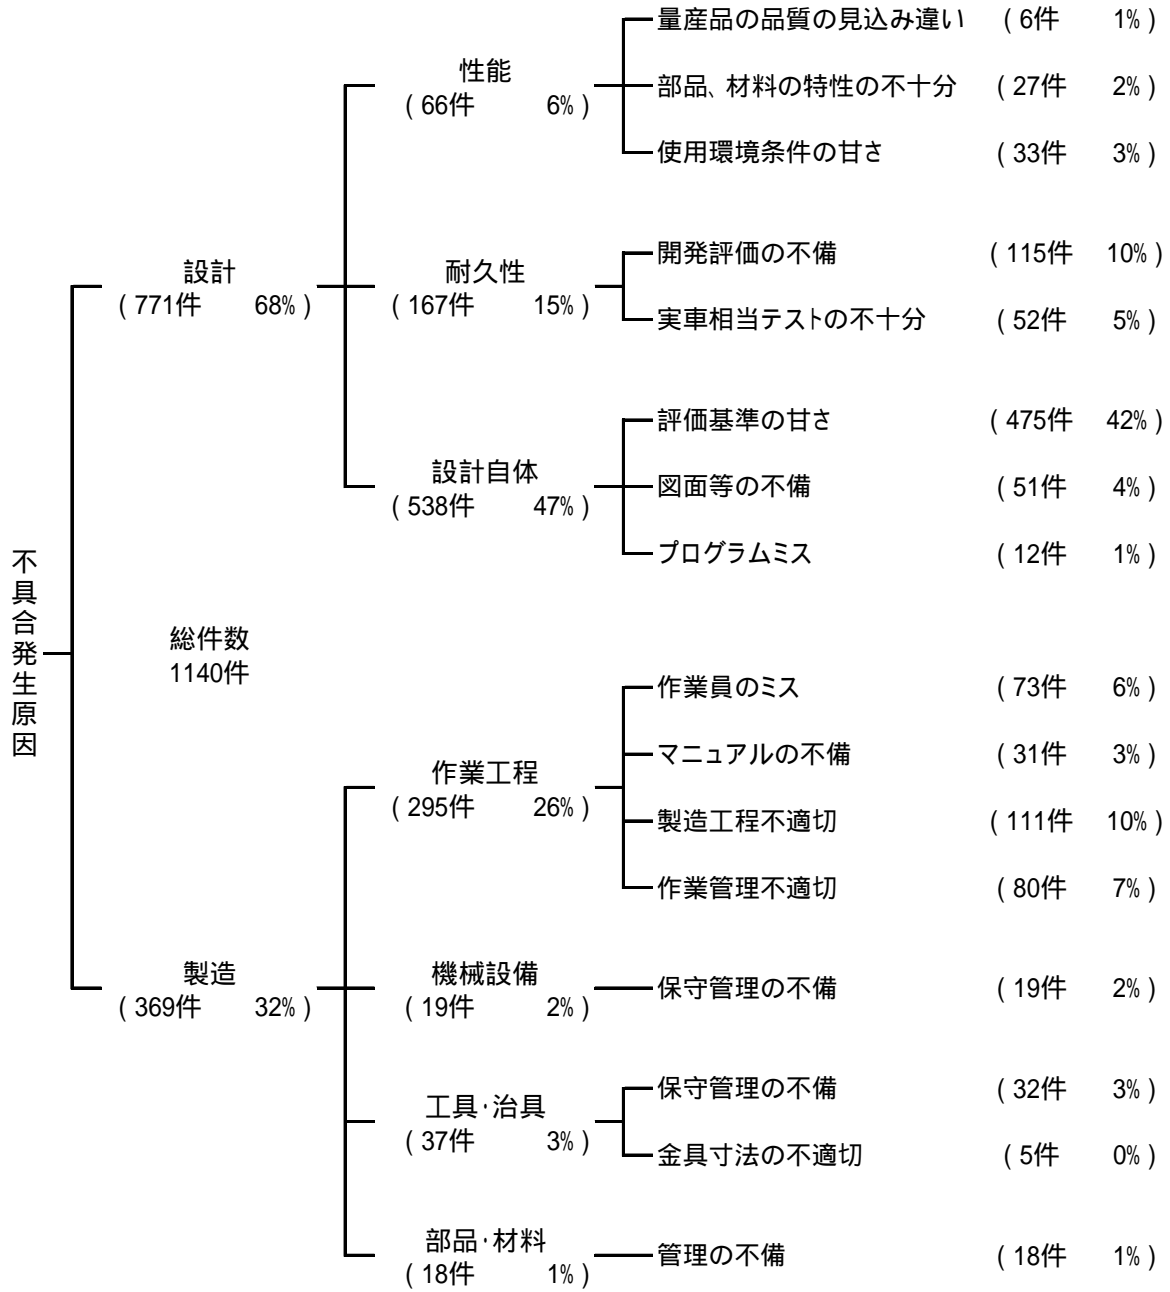 不具合発生原因
総件数
1140件
設計
(771件 68%)
性能
(66件 6%)
量産品の品質の見込み違い (6件 1%)
部品、材料の特性の不十分 (27件 2%)
使用環境条件の甘さ (33件 3%)
耐久性
(167件 15%)
開発評価の不備 (115件 10%)
実車相当テストの不十分 (52件 5%)
設計自体
(538件 47%)
評価基準の甘さ (475件 42%)
図面等の不備 (51件 4%)
プログラムミス (12件 1%)
製造
(369件 32%)
作業工程
(295件 26%)
作業員のミス (73件 6%)
マニュアルの不備 (31件 3%)
製造工程不適切 (111件 10%)
作業管理不適切 (80件 7%)
機械設備
(19件 2%)
保守管理の不備 (19件 2%)
工具・治具
(37件 3%)
保守管理の不備 (32件 3%)
金具寸法の不適切 (5件 0%)
部品・材料
(18件 1%)
管理の不備 (18件 1%)